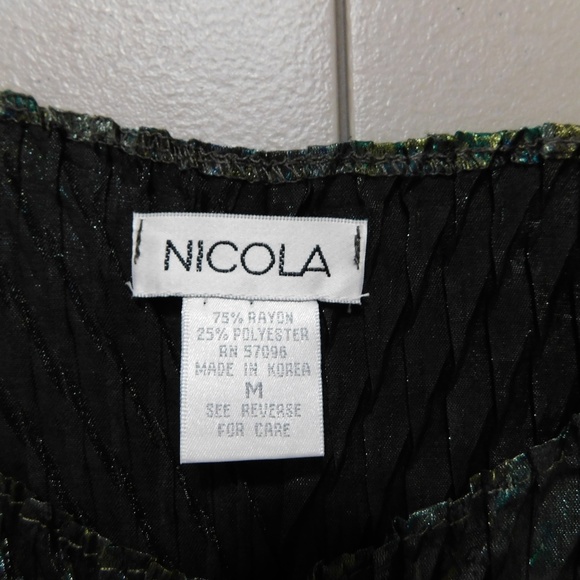 NICOLA
75% RAYON
25% POLYESTER
RN 57096
MADE IN KOREA
M
SEE REVERSE
FOR CARE